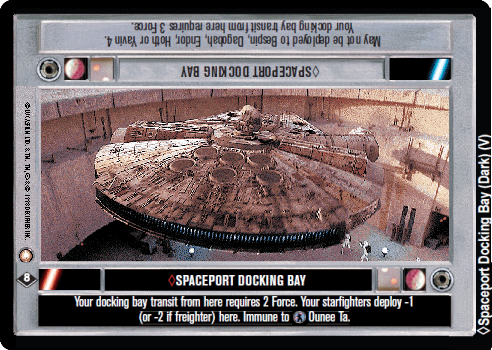 May not be deployed to Bespin, Dagobah, Endor, Hoth or Yavin 4.
Your docking bay transit from here requires 3 Force.
◊SPACEPORT DOCKING BAY
8
◊SPACEPORT DOCKING BAY
Your docking bay transit from here requires 2 Force. Your starfighters deploy -1
(or -2 if freighter) here. Immune to Ounee Ta.
◊Spaceport Docking Bay (Dark) (V)